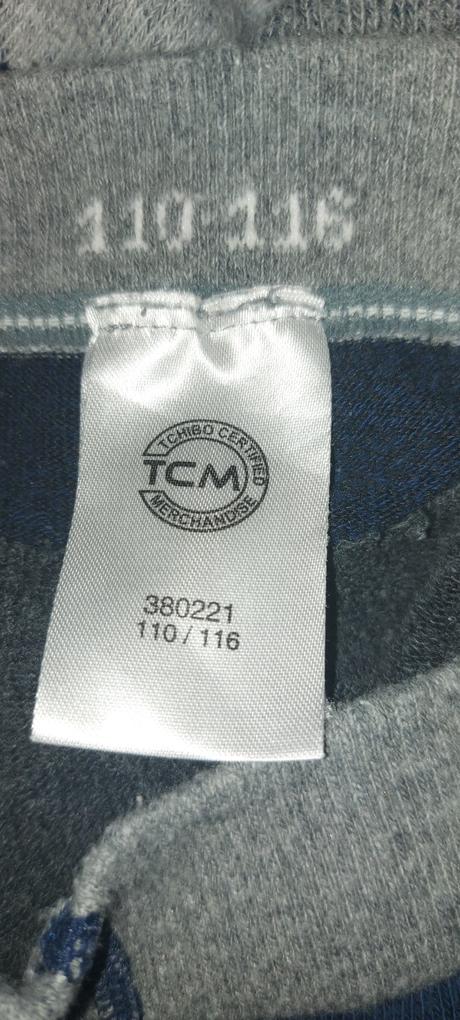 110-116
TCHIBO CERTIFIED
TCM
MERCHANDISE
380221
110 / 116